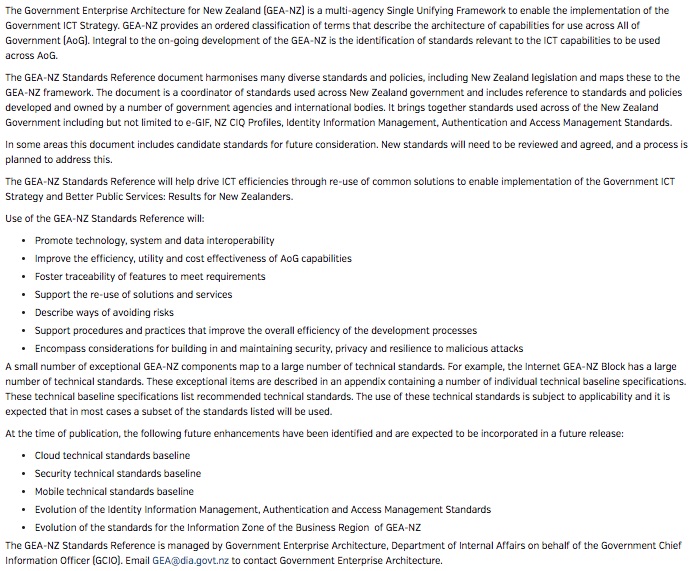 The Government Enterprise Architecture for New Zealand (GEA-NZ) is a multi-agency Single Unifying Framework to enable the implementation of the
Government ICT Strategy. GEA-NZ provides an ordered classification of terms that describe the architecture of capabilities for use across All of
Government (AoG). Integral to the on-going development of the GEA-NZ is the identification of standards relevant to the ICT capabilities to be used
across AoG.
The GEA-NZ Standards Reference document harmonises many diverse standards and policies, including New Zealand legislation and maps these to the
GEA-NZ framework. The document is a coordinator of standards used across New Zealand government and includes reference to standards and policies
developed and owned by a number of government agencies and international bodies. It brings together standards used across of the New Zealand
Government including but not limited to e-GIF, NZ CIQ Profiles, Identity Information Management, Authentication and Access Management Standards.
In some areas this document includes candidate standards for future consideration. New standards will need to be reviewed and agreed, and a process is
planned to address this.
The GEA-NZ Standards Reference will help drive ICT efficiencies through re-use of common solutions to enable implementation of the Government ICT
Strategy and Better Public Services: Results for New Zealanders.
Use of the GEA-NZ Standards Reference will:
• Promote technology, system and data interoperability
• Improve the efficiency, utility and cost effectiveness of AoG capabilities
• Foster traceability of features to meet requirements
• Support the re-use of solutions and services
• Describe ways of avoiding risks
• Support procedures and practices that improve the overall efficiency of the development processes
• Encompass considerations for building in and maintaining security, privacy and resilience to malicious attacks
A small number of exceptional GEA-NZ components map to a large number of technical standards. For example, the Internet GEA-NZ Block has a large
number of technical standards. These exceptional items are described in an appendix containing a number of individual technical baseline specifications.
These technical baseline specifications list recommended technical standards. The use of these technical standards is subject to applicability and it is
expected that in most cases a subset of the standards listed will be used.
At the time of publication, the following future enhancements have been identified and are expected to be incorporated in a future release:
• Cloud technical standards baseline
• Security technical standards baseline
• Mobile technical standards baseline
• Evolution of the Identity Information Management, Authentication and Access Management Standards
• Evolution of the standards for the Information Zone of the Business Region of GEA-NZ
The GEA-NZ Standards Reference is managed by Government Enterprise Architecture, Department of Internal Affairs on behalf of the Government Chief
Information Officer (GCIO). Email GEA@dia.govt.nz to contact Government Enterprise Architecture.